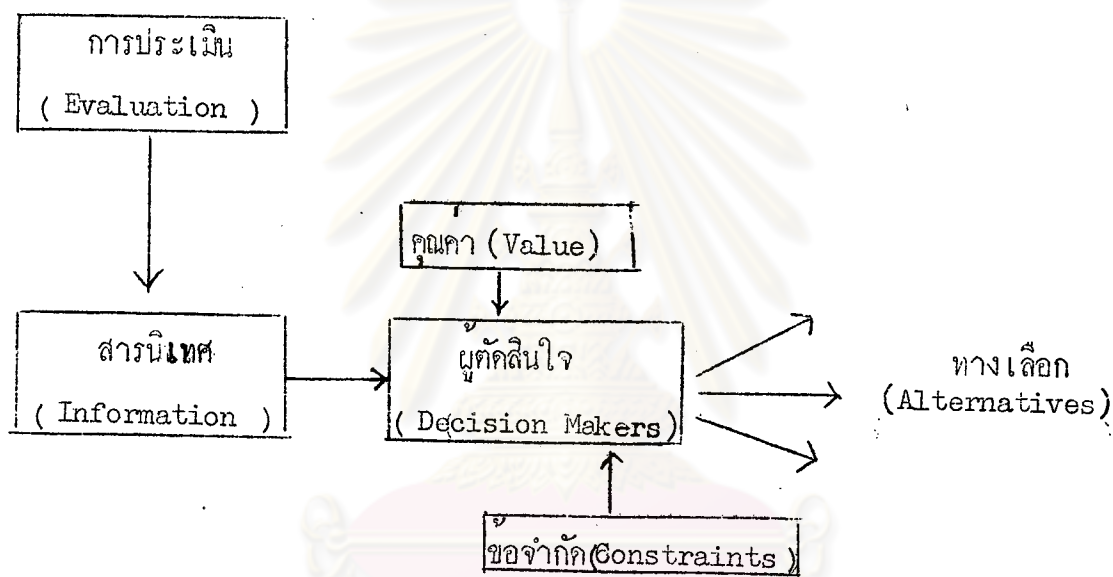 การประเมิน
( Evaluation )
คุณค่า (Value)
สารนิเทศ
( Information )
ผู้ตัดสินใจ
( Decision Makers)
ทางเลือก
(Alternatives)
ข้อจำกัด(Constraints)